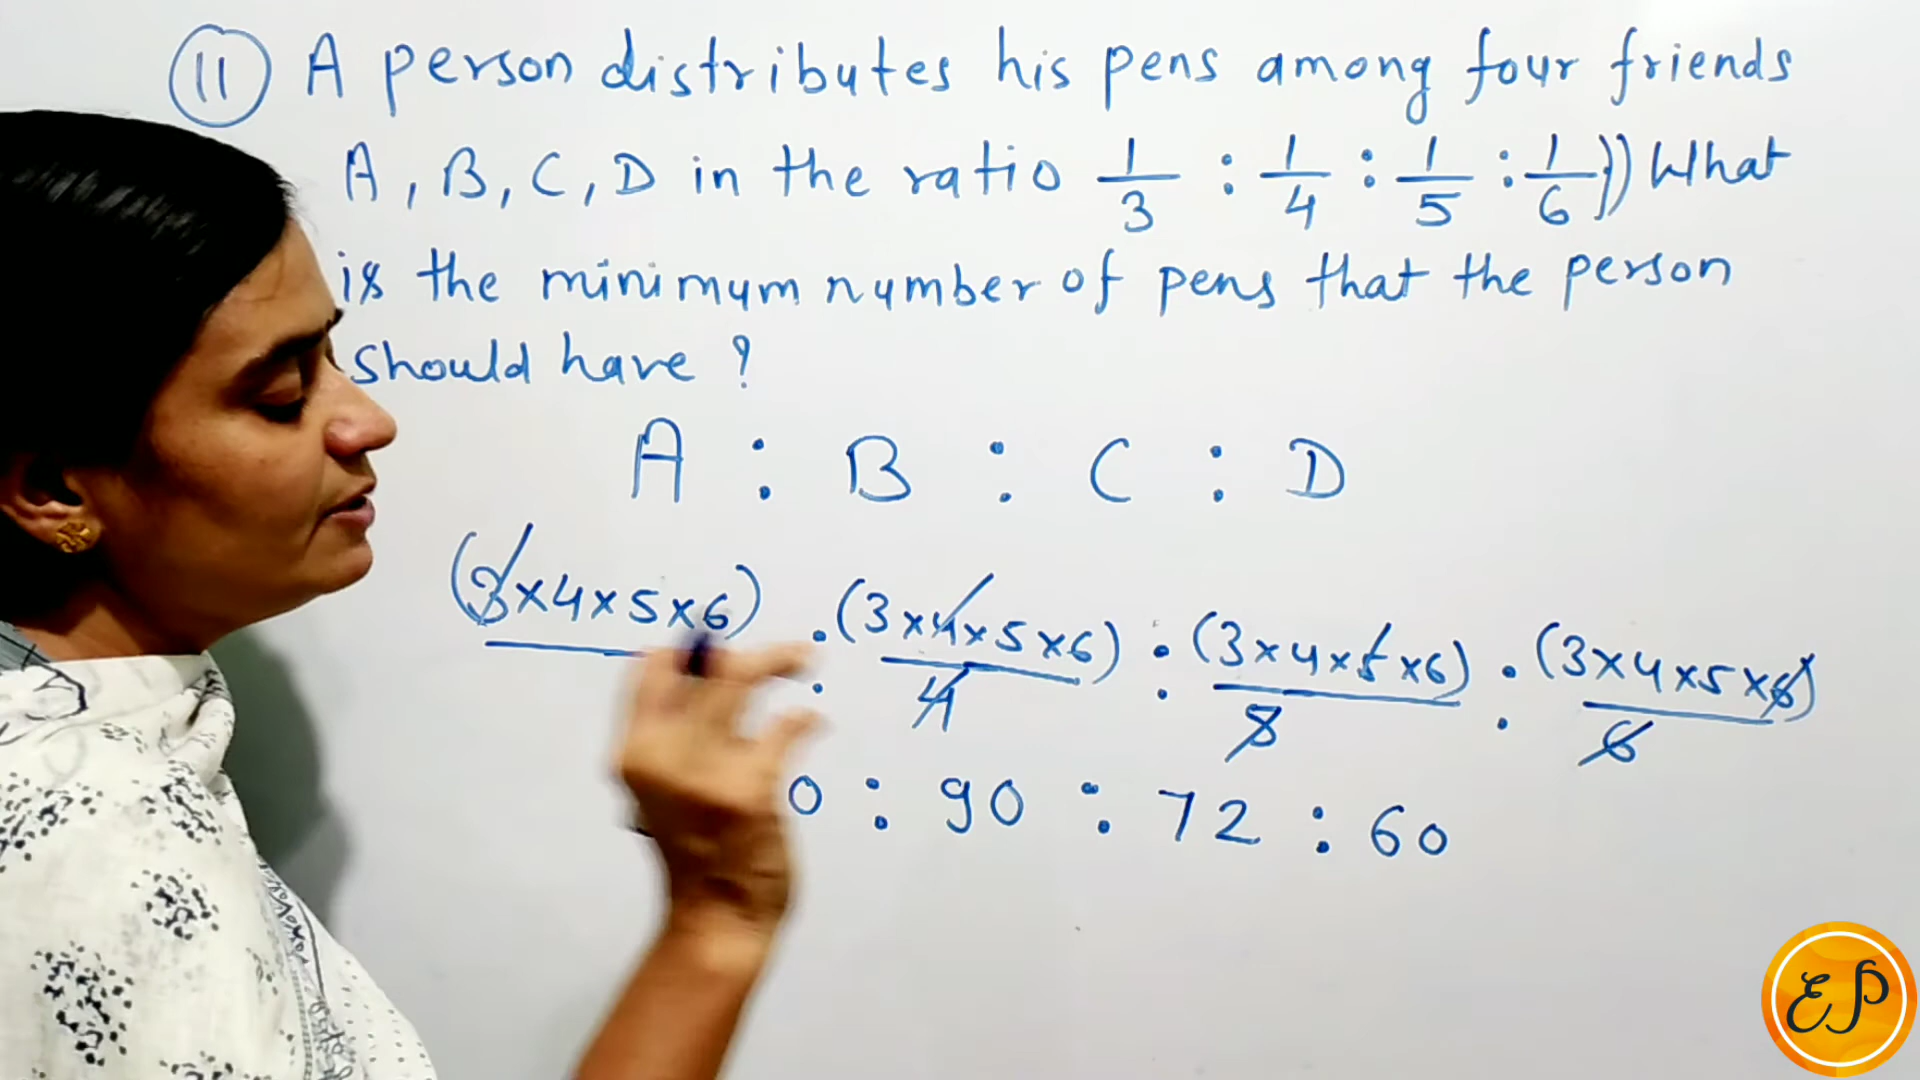 11 A person distributes his pens among four friends
A, B, C, D in the ratio 1/3 : 1/4 : 1/5 : 1/6 )) What
is the minimum number of pens that the person
should have ?
A : B : C : D
(3×4×5×6) : (3×4×5×6)/4 : (3×4×5×6)/5 : (3×4×5×6)/6
0 : 90 : 72 : 60
EP